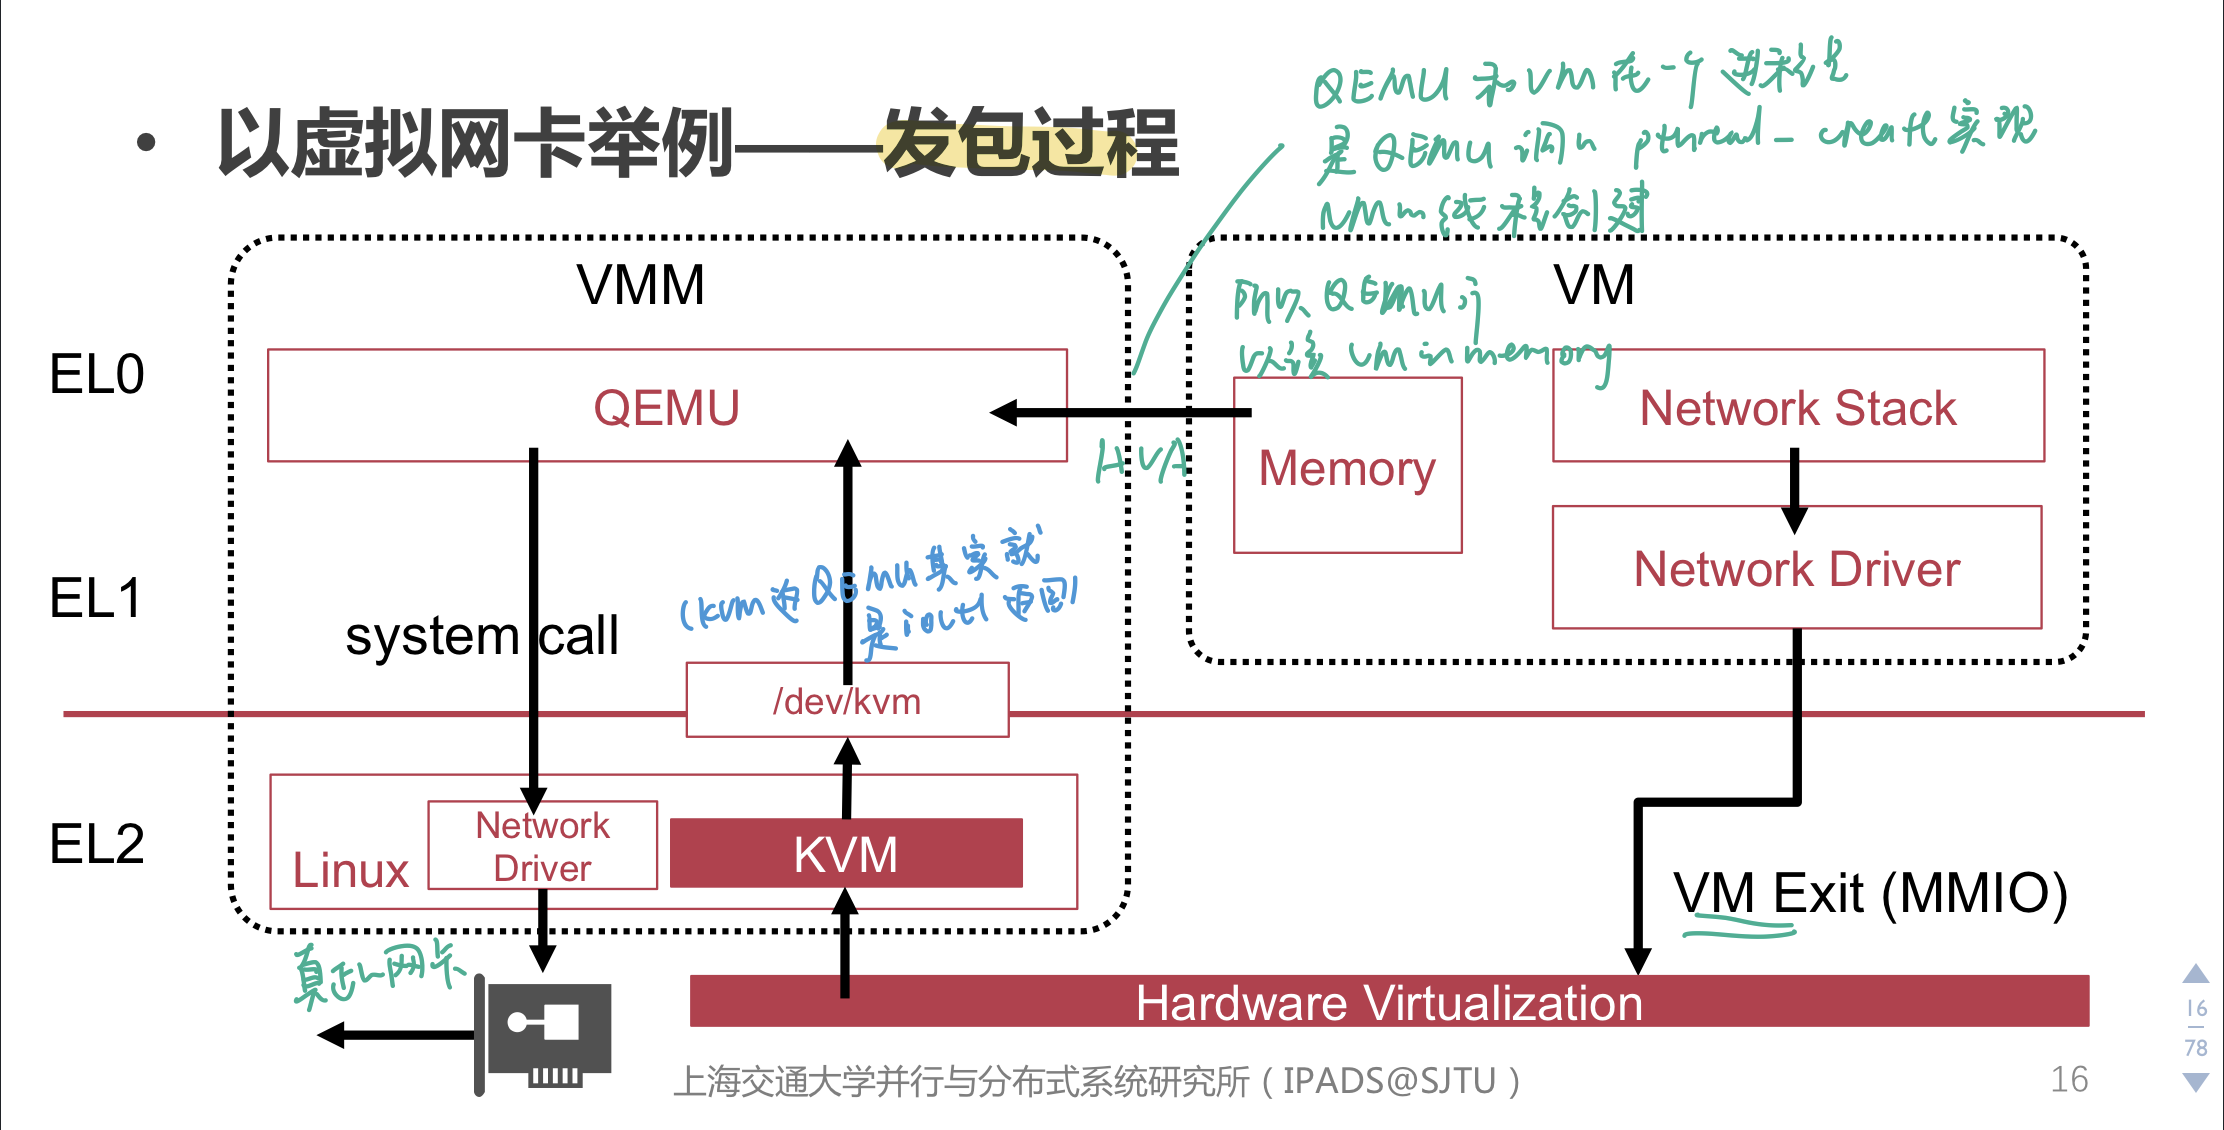 • 以虚拟网卡举例——发包过程
QEMU 和 VM 在一个进程里
是 QEMU 调用 pthread_create 实现
VMM 线程创建
VMM
VM
所以 QEMU 可
以读 VM in memory
EL0
QEMU
HVA
Memory
Network Stack
Network Driver
EL1
(kvm 返 QEMU 其实就
是 ioctl 返回)
system call
/dev/kvm
EL2
Linux
Network
Driver
KVM
VM Exit (MMIO)
真正的网卡
Hardware Virtualization
上海交通大学并行与分布式系统研究所（IPADS@SJTU）
16
16
78